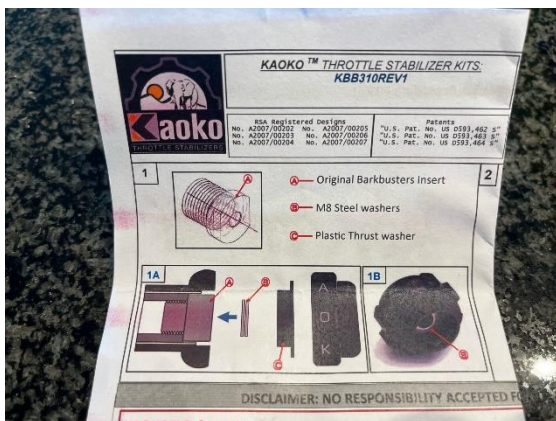 KAOKO ™ THROTTLE STABILIZER KITS:
KBB310REV1
Kaoko
THROTTLE STABILIZERS
RSA Registered Designs
No. A2007/00202 No. A2007/00205
No. A2007/00203 No. A2007/00206
No. A2007/00204 No. A2007/00207
Patents
"U.S. Pat. No. US D593,462 S"
"U.S. Pat. No. US D593,463 S"
"U.S. Pat. No. US D593,464 S"
1
2
A
A Original Barkbusters Insert
B M8 Steel washers
C Plastic Thrust washer
1A
A
B
C
A
O
K
1B
B
DISCLAIMER: NO RESPONSIBILITY ACCEPTED